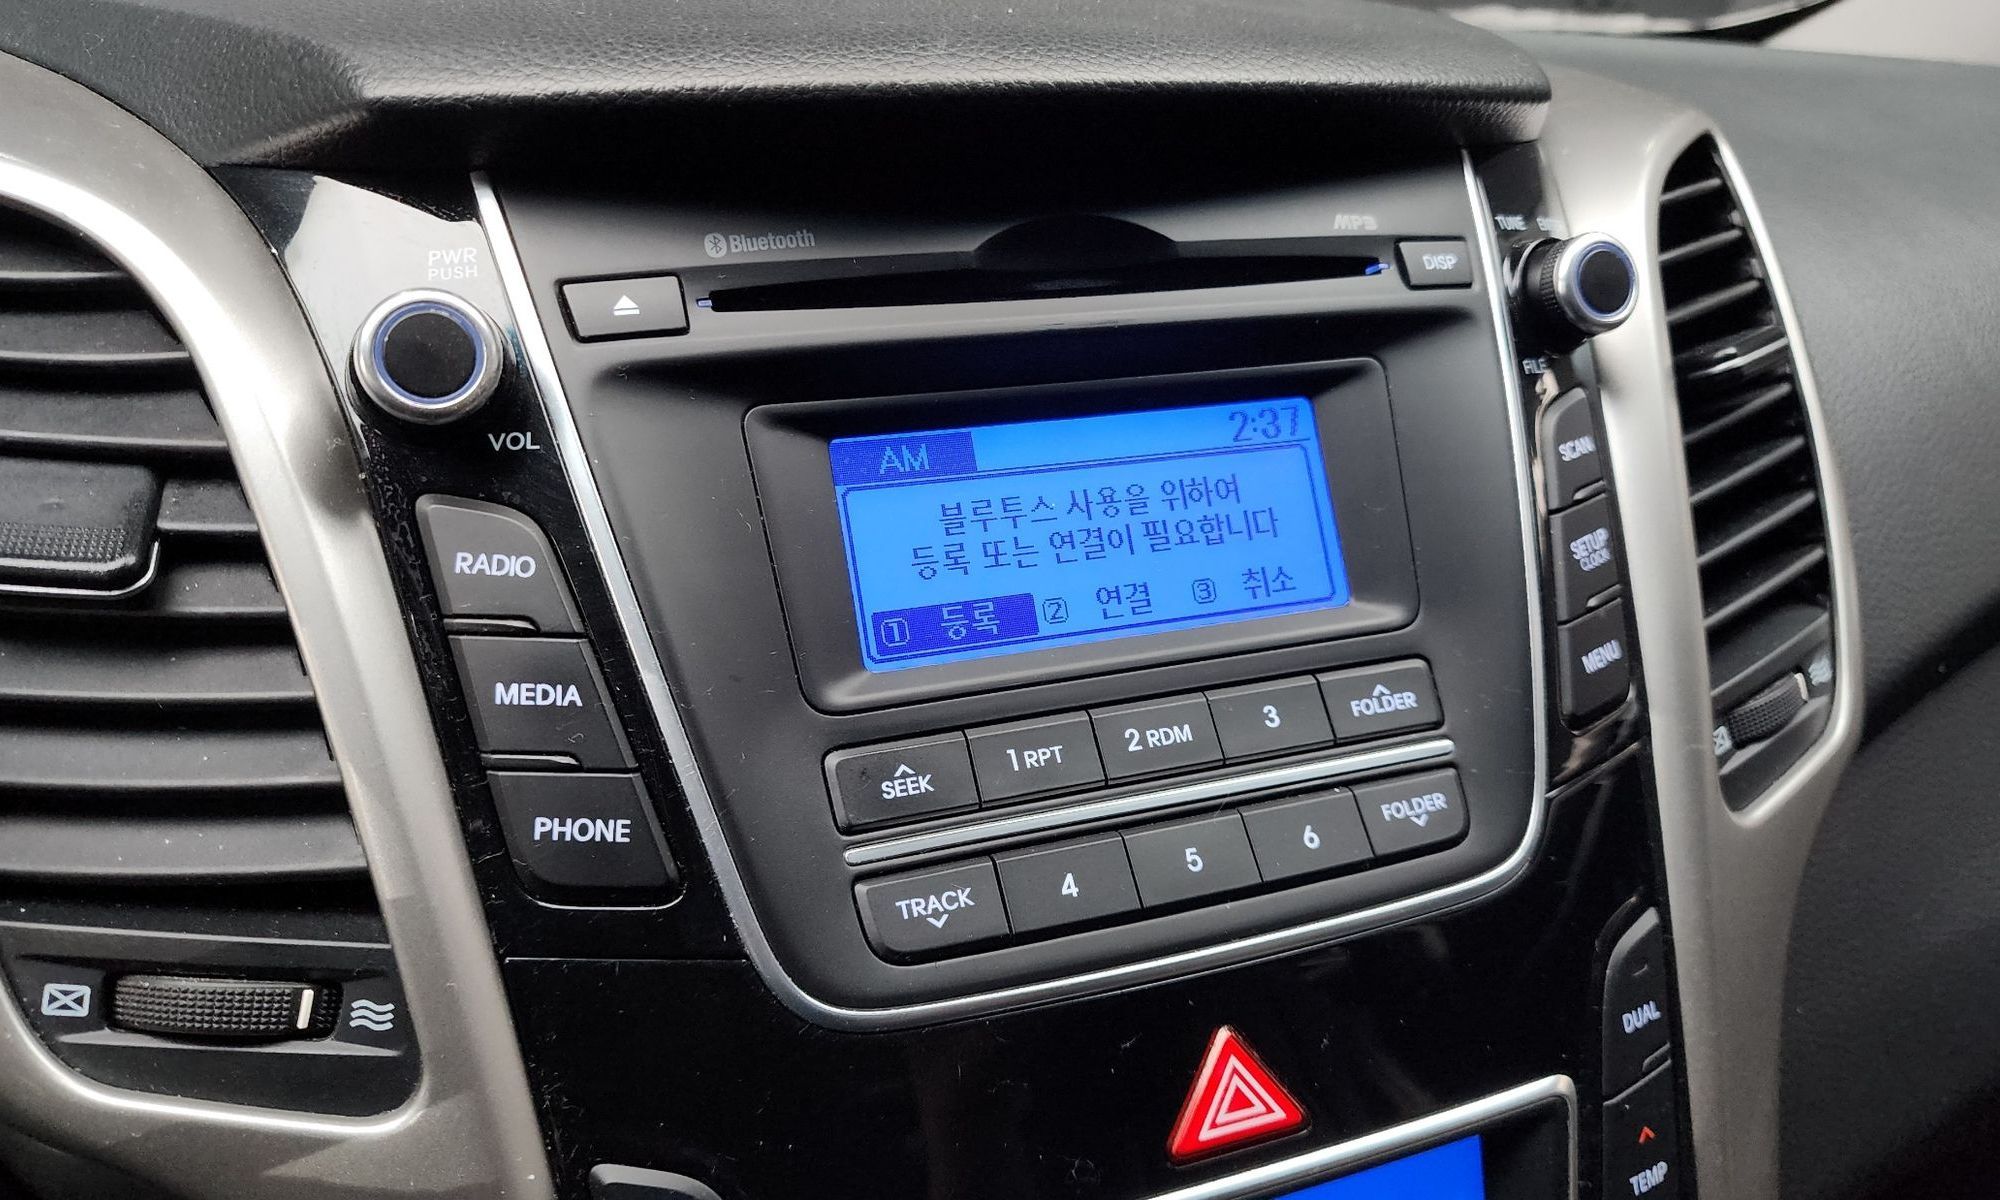 PWR
PUSH
VOL
Bluetooth
MP3
DISP
TUNE
FILE
AM 2:37
블루투스 사용을 위하여
등록 또는 연결이 필요합니다
1 등록 2 연결 3 취소
RADIO
MEDIA
PHONE
SCAN
SETUP
CLOCK
MENU
SEEK 1 RPT 2 RDM 3 FOLDER
TRACK 4 5 6 FOLDER
DUAL
TEMP